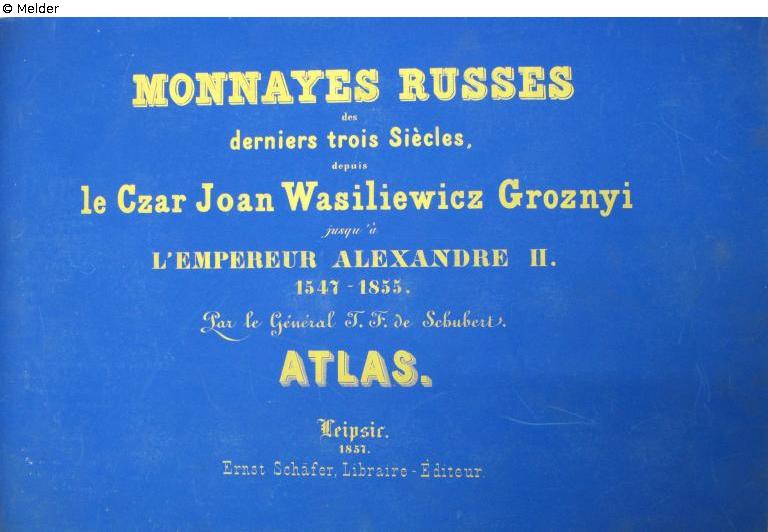 © Melder
MONNAYES RUSSES
des
derniers trois Siècles,
depuis
le Czar Joan Wasiliewicz Groznyi
jusqu'à
L'EMPEREUR ALEXANDRE II.
1547-1855.
Par le Général T. F. de Schubert.
ATLAS.
Leipsic.
1857.
Ernst Schäfer, Libraire-Éditeur.